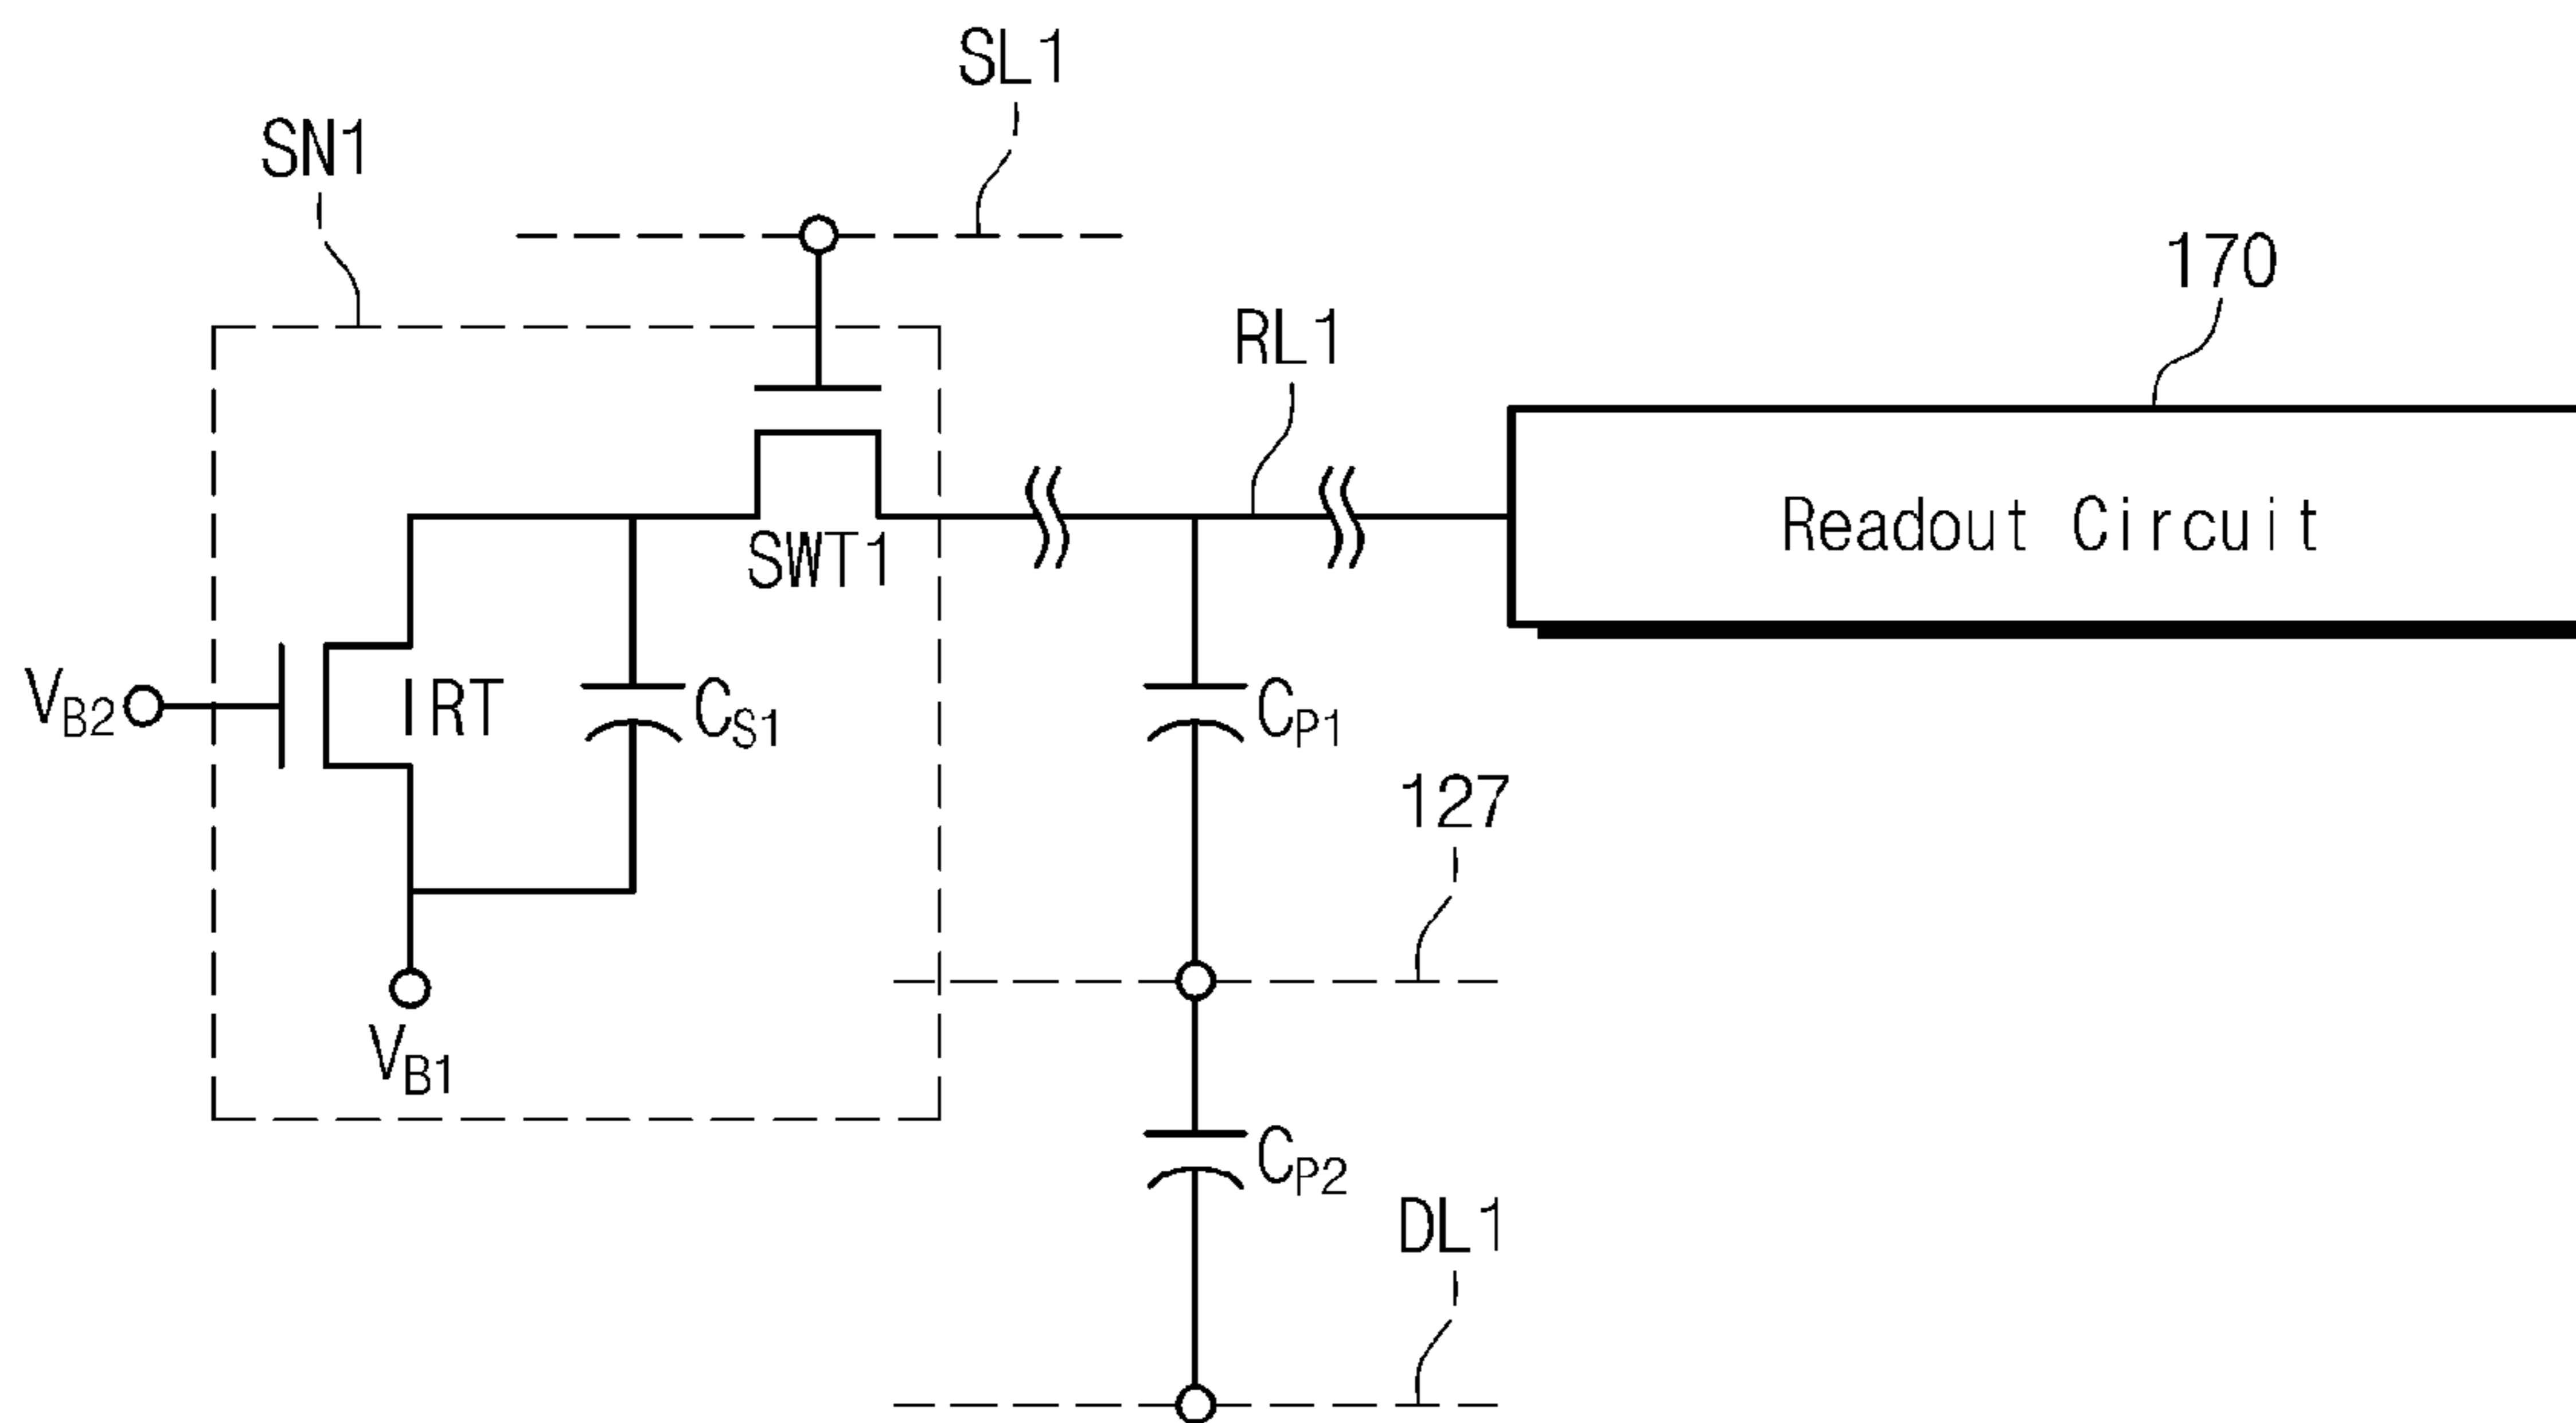 SL1
SN1
170
RL1
Readout Circuit
SWT1
VB2
IRT
CS1
CP1
127
VB1
CP2
DL1